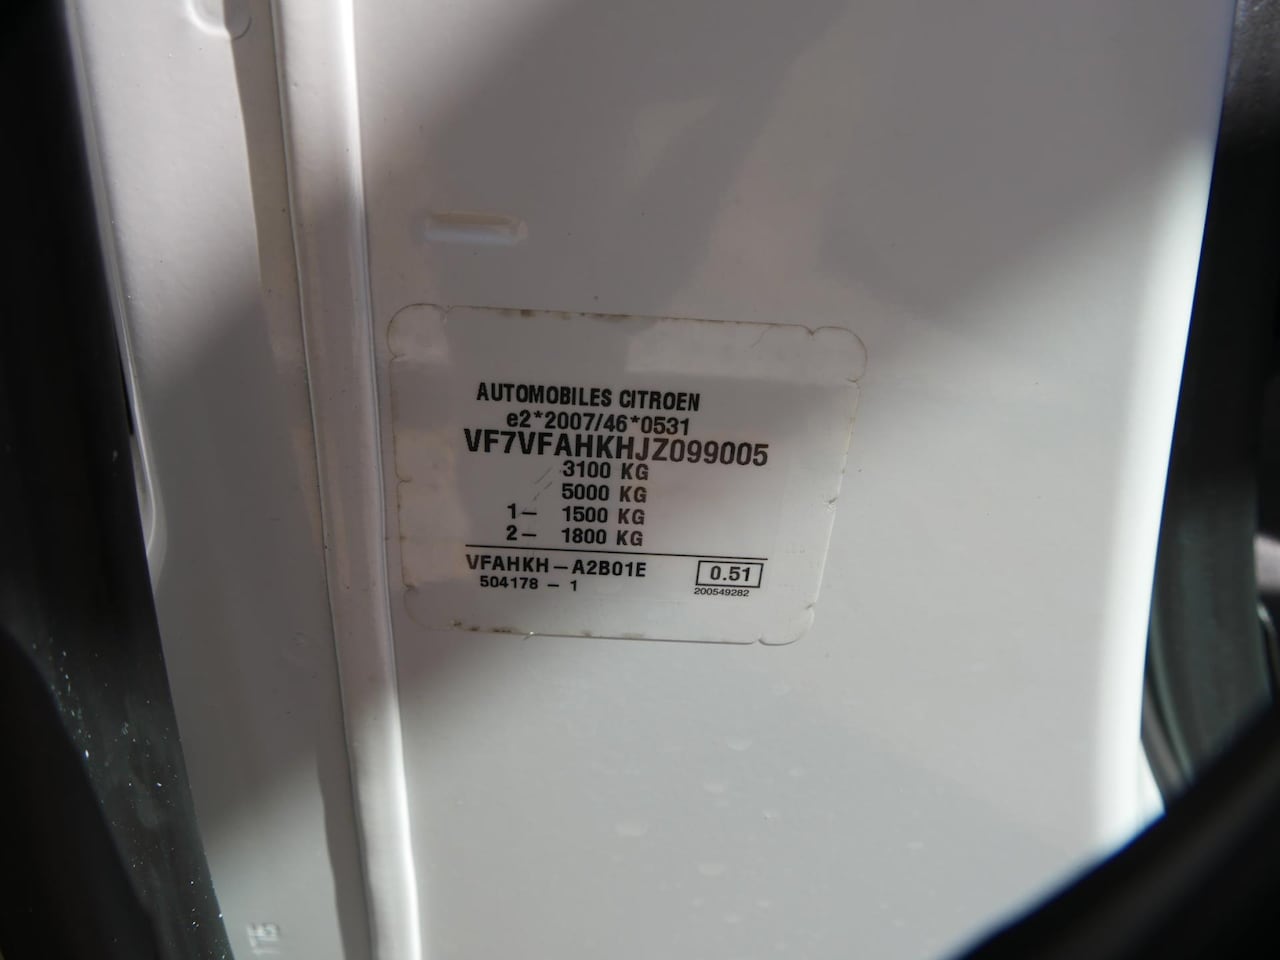 AUTOMOBILES CITROEN
e2*2007/46*0531
VF7VFAHKHJZ099005
3100 KG
5000 KG
1- 1500 KG
2- 1800 KG
VFAHKH-A2B01E 0.51
504178 - 1 200549282